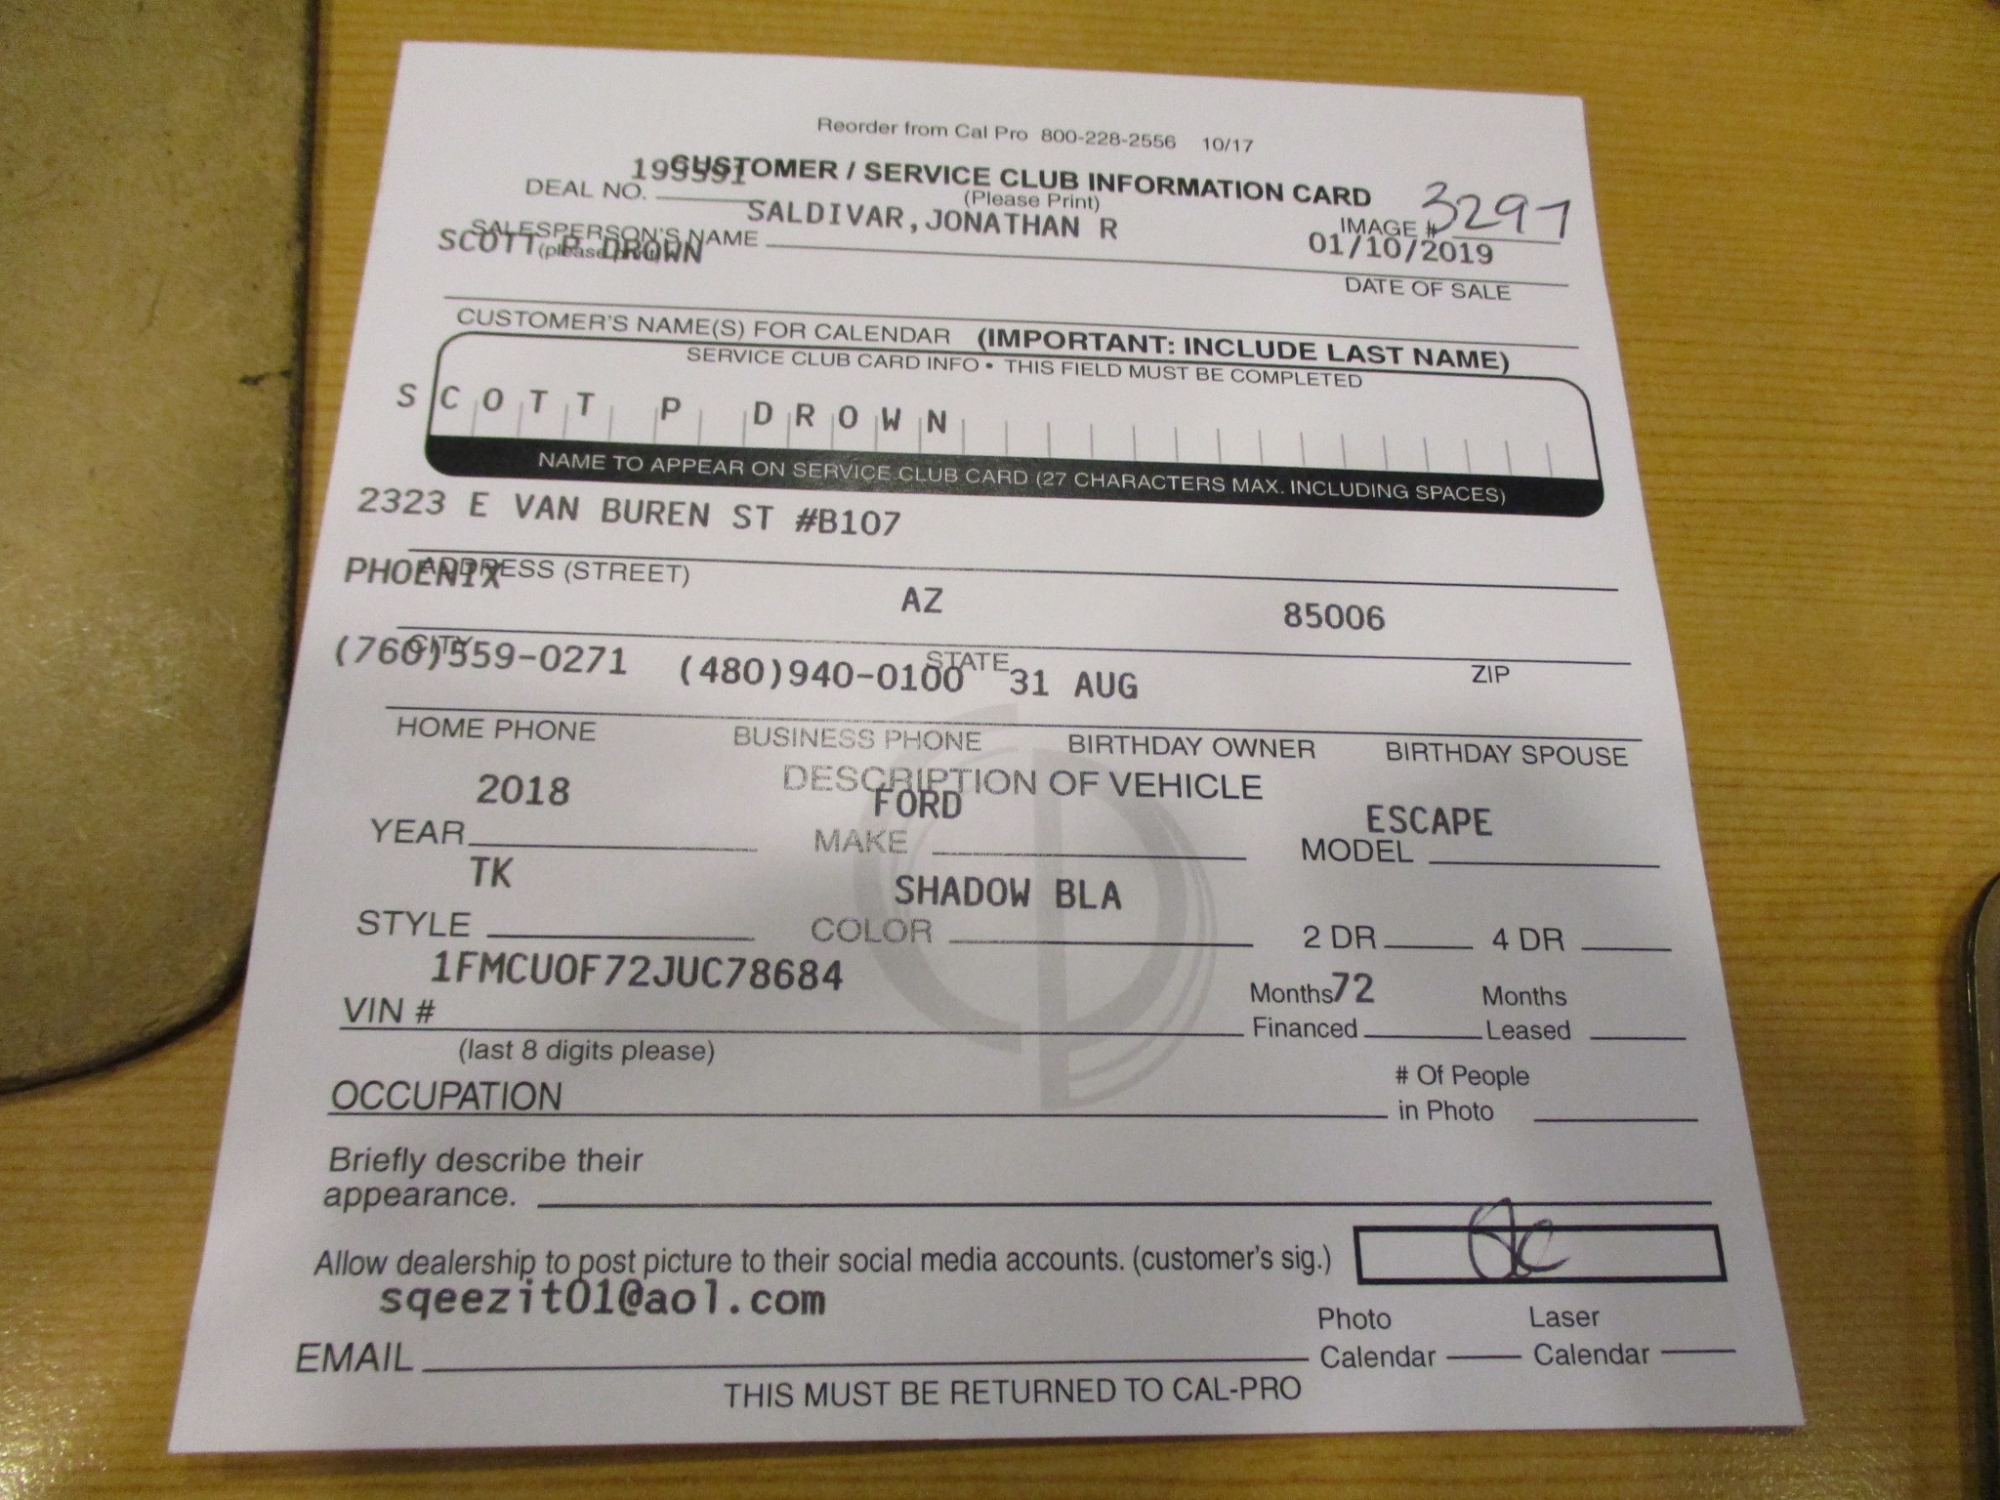 Reorder from Cal Pro 800-228-2556 10/17
CUSTOMER / SERVICE CLUB INFORMATION CARD
(Please Print)
DEAL NO.
IMAGE # 3297
SALDIVAR,JONATHAN R
SALESPERSON'S NAME
(please print)
SCOTT P DROWN
01/10/2019
DATE OF SALE
CUSTOMER'S NAME(S) FOR CALENDAR (IMPORTANT: INCLUDE LAST NAME)
SERVICE CLUB CARD INFO • THIS FIELD MUST BE COMPLETED
SCOTT P DROWN
NAME TO APPEAR ON SERVICE CLUB CARD (27 CHARACTERS MAX. INCLUDING SPACES)
2323 E VAN BUREN ST #B107
ADDRESS (STREET)
PHOENIX AZ 85006
CITY STATE ZIP
(760)559-0271 (480)940-0100 31 AUG
HOME PHONE BUSINESS PHONE BIRTHDAY OWNER BIRTHDAY SPOUSE
DESCRIPTION OF VEHICLE
2018 FORD ESCAPE
YEAR MAKE MODEL
TK SHADOW BLA
STYLE COLOR 2 DR 4 DR
1FMCU0F72JUC78684
VIN #
(last 8 digits please)
Months 72 Months
Financed Leased
OCCUPATION
# Of People
in Photo
Briefly describe their
appearance.
Allow dealership to post picture to their social media accounts. (customer's sig.)
sqeezit01@aol.com
EMAIL
Photo Laser
Calendar Calendar
THIS MUST BE RETURNED TO CAL-PRO